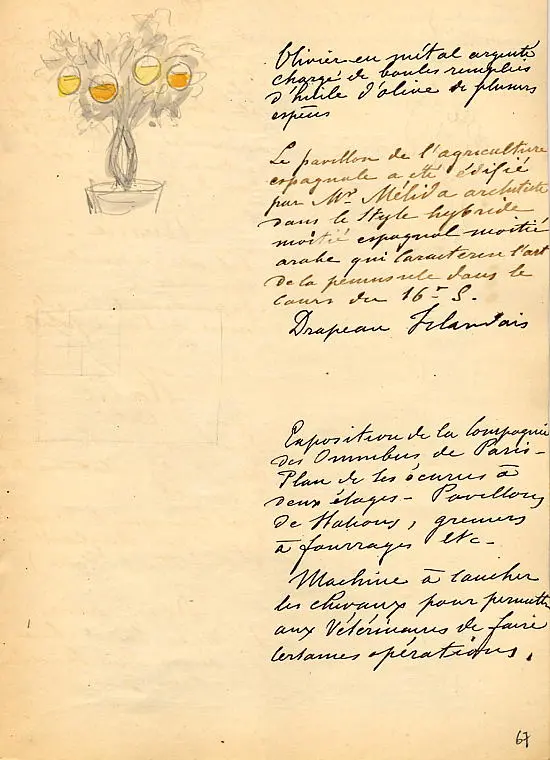 Olivier en métal argenté
chargé de boules remplies
d'huile d'olive de plusieurs
espèces
Le pavillon de l'agriculture
espagnole a été édifié
par Mr Mélida architecte
dans le style hybride
moitié espagnol moitié
arabe qui caractérise l'art
de la péninsule dans le
cours du 16e S.
Drapeau Irlandais
Exposition de la Compagnie
des Omnibus de Paris -
Plan de ses écuries à
deux étages - Pavillons
de stations, greniers
à fourrages etc -
Machine à coucher
les chevaux pour permettre
aux vétérinaires de faire
certaines opérations.
67